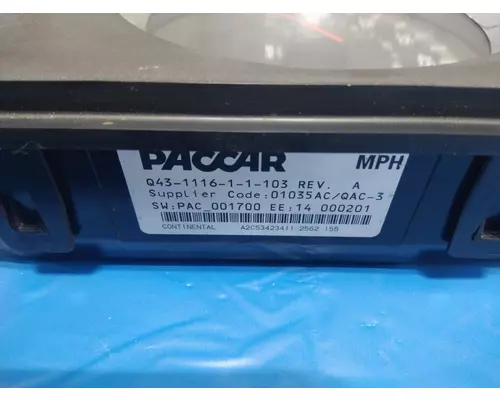 PACCAR MPH
Q43-1116-1-1-103 REV. A
Supplier Code:01035AC/QAC-3
SW:PAC_001700 EE:14 000201
CONTINENTAL A2C53423411 2562 155